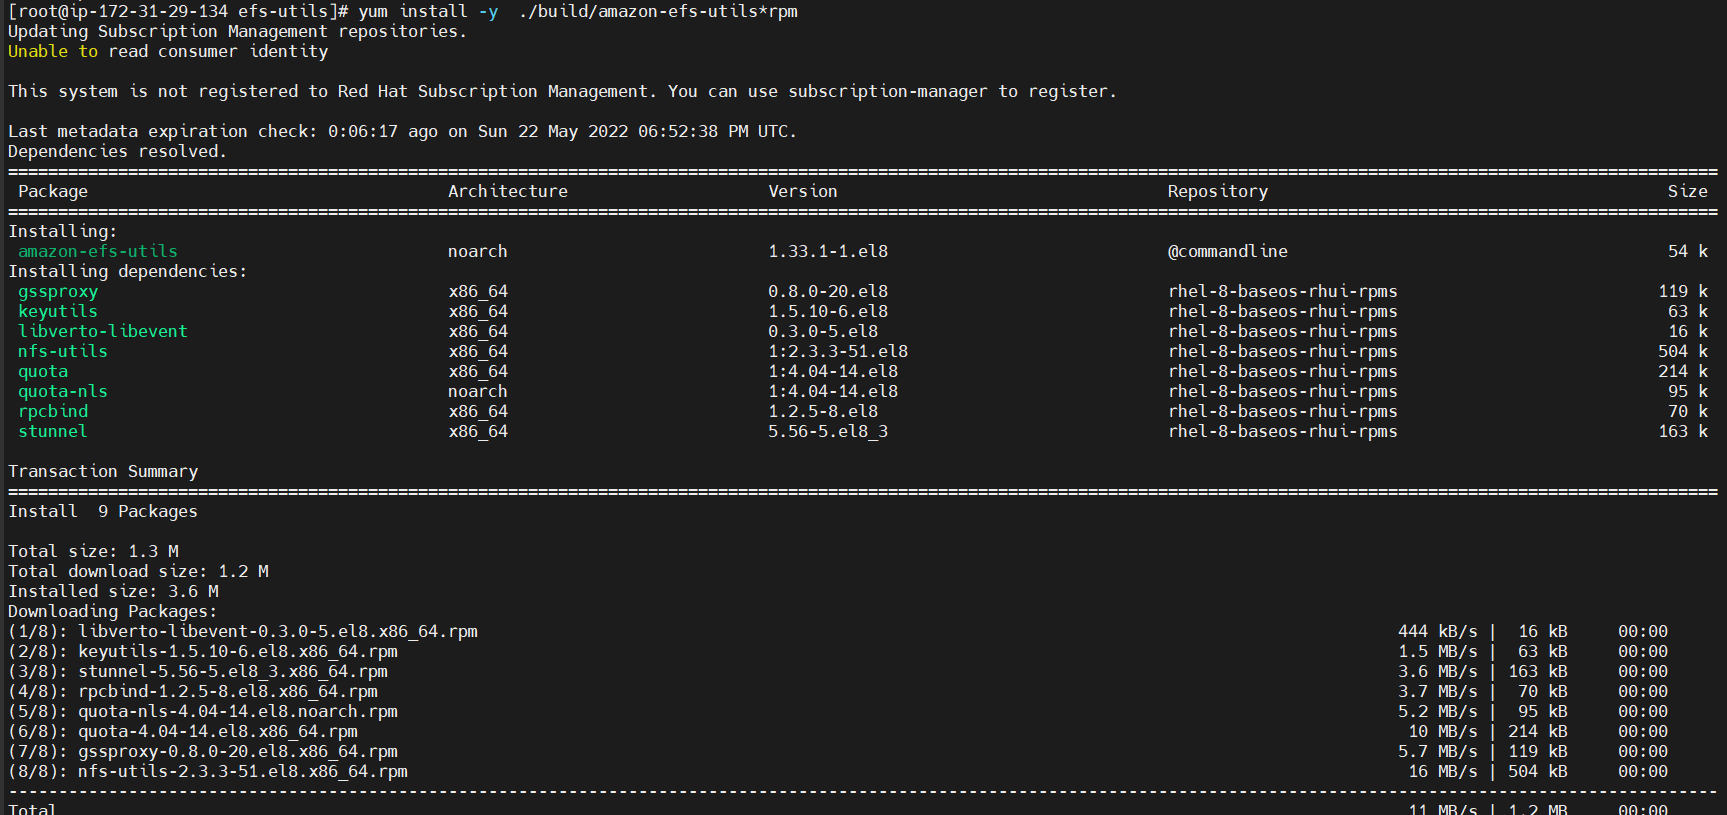 [root@ip-172-31-29-134 efs-utils]# yum install -y  ./build/amazon-efs-utils*rpm
Updating Subscription Management repositories.
Unable to read consumer identity
This system is not registered to Red Hat Subscription Management. You can use subscription-manager to register.
Last metadata expiration check: 0:06:17 ago on Sun 22 May 2022 06:52:38 PM UTC.
Dependencies resolved.
Package Architecture Version Repository Size
Installing:
amazon-efs-utils noarch 1.33.1-1.el8 @commandline 54 k
Installing dependencies:
gssproxy x86_64 0.8.0-20.el8 rhel-8-baseos-rhui-rpms 119 k
keyutils x86_64 1.5.10-6.el8 rhel-8-baseos-rhui-rpms 63 k
libverto-libevent x86_64 0.3.0-5.el8 rhel-8-baseos-rhui-rpms 16 k
nfs-utils x86_64 1:2.3.3-51.el8 rhel-8-baseos-rhui-rpms 504 k
quota x86_64 1:4.04-14.el8 rhel-8-baseos-rhui-rpms 214 k
quota-nls noarch 1:4.04-14.el8 rhel-8-baseos-rhui-rpms 95 k
rpcbind x86_64 1.2.5-8.el8 rhel-8-baseos-rhui-rpms 70 k
stunnel x86_64 5.56-5.el8_3 rhel-8-baseos-rhui-rpms 163 k
Transaction Summary
Install  9 Packages
Total size: 1.3 M
Total download size: 1.2 M
Installed size: 3.6 M
Downloading Packages:
(1/8): libverto-libevent-0.3.0-5.el8.x86_64.rpm 444 kB/s |  16 kB 00:00
(2/8): keyutils-1.5.10-6.el8.x86_64.rpm 1.5 MB/s |  63 kB 00:00
(3/8): stunnel-5.56-5.el8_3.x86_64.rpm 3.6 MB/s | 163 kB 00:00
(4/8): rpcbind-1.2.5-8.el8.x86_64.rpm 3.7 MB/s |  70 kB 00:00
(5/8): quota-nls-4.04-14.el8.noarch.rpm 5.2 MB/s |  95 kB 00:00
(6/8): quota-4.04-14.el8.x86_64.rpm 10 MB/s | 214 kB 00:00
(7/8): gssproxy-0.8.0-20.el8.x86_64.rpm 5.7 MB/s | 119 kB 00:00
(8/8): nfs-utils-2.3.3-51.el8.x86_64.rpm 16 MB/s | 504 kB 00:00
Total 11 MB/s | 1.2 MB 00:00